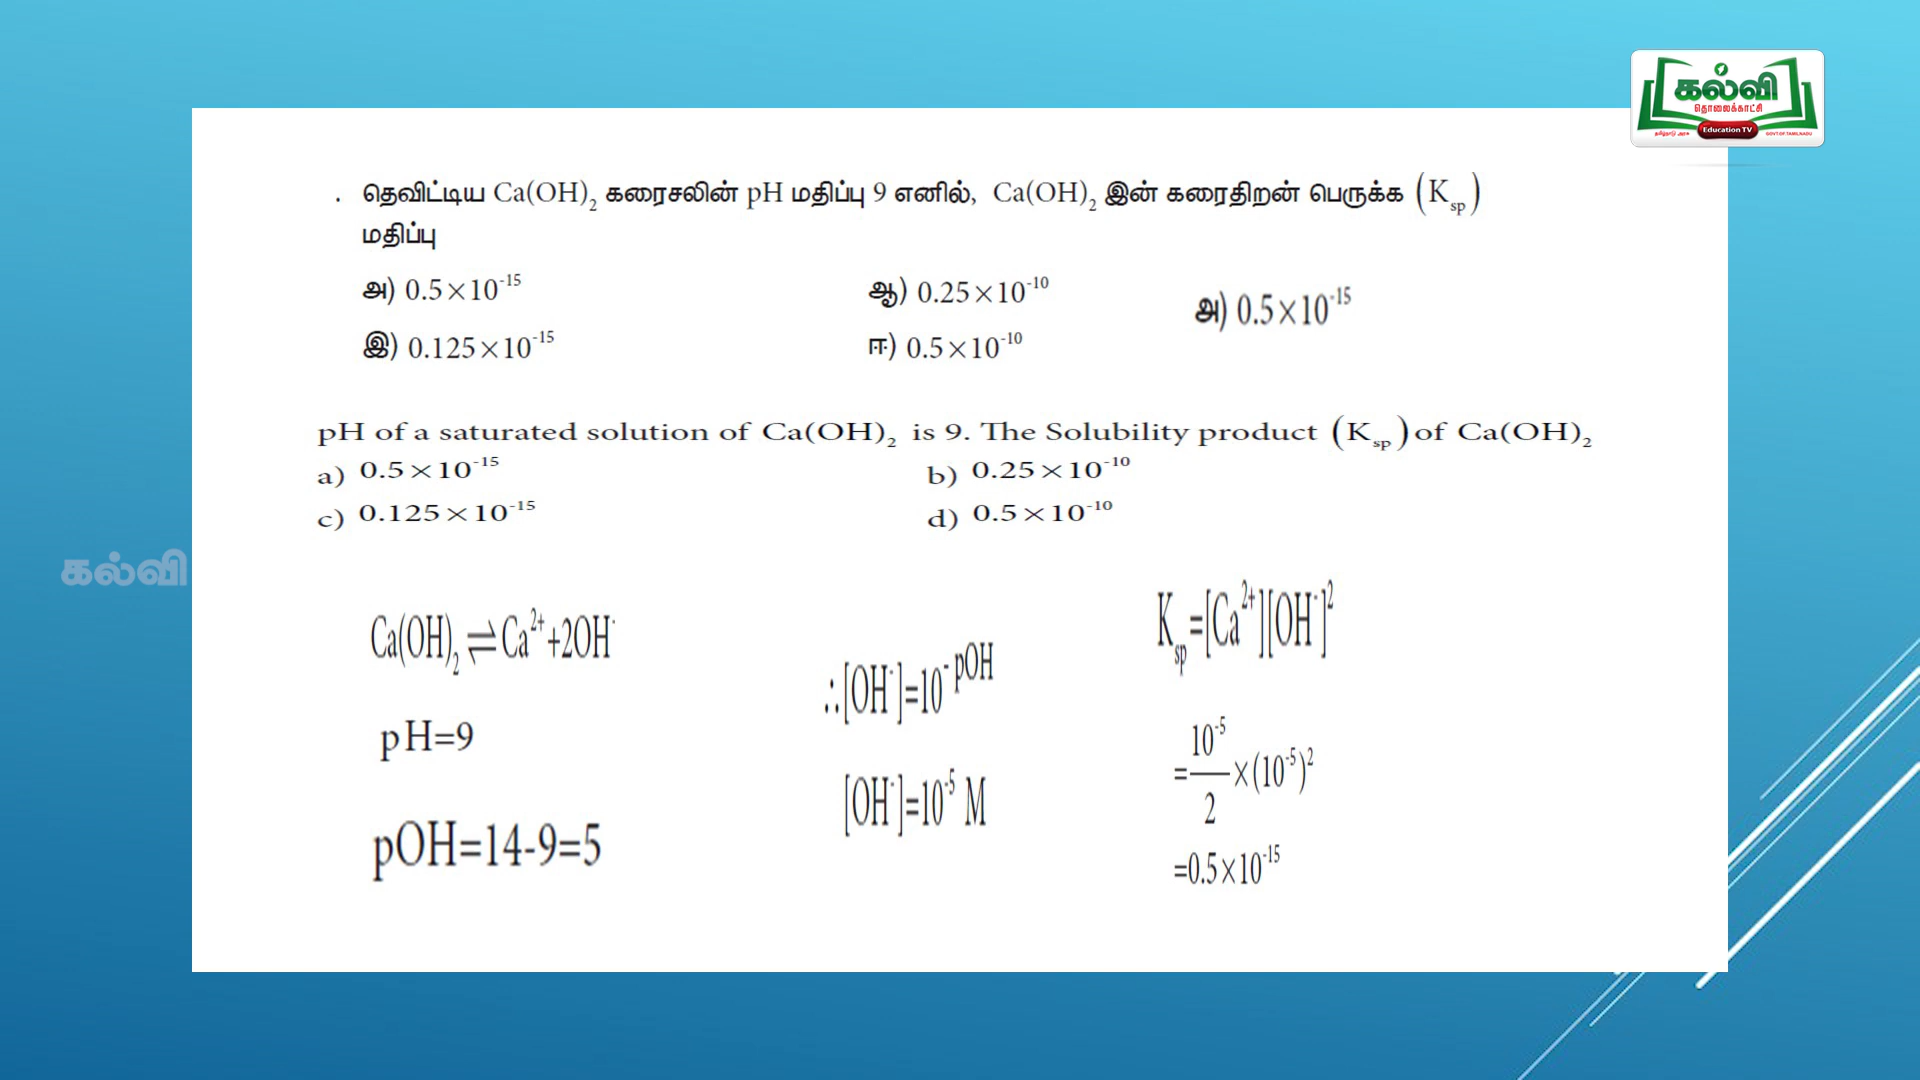 கல்வி
தொலைக்காட்சி
தமிழ்நாடு அரசு Education TV GOVT.OF.TAMILNADU
. தெவிட்டிய Ca(OH)₂ கரைசலின் pH மதிப்பு 9 எனில், Ca(OH)₂ இன் கரைதிறன் பெருக்க (Kₛₚ)
மதிப்பு
அ) 0.5×10⁻¹⁵ ஆ) 0.25×10⁻¹⁰ அ) 0.5×10⁻¹⁵
இ) 0.125×10⁻¹⁵ ஈ) 0.5×10⁻¹⁰
pH of a saturated solution of Ca(OH)₂ is 9. The Solubility product (Kₛₚ) of Ca(OH)₂
a) 0.5×10⁻¹⁵ b) 0.25×10⁻¹⁰
c) 0.125×10⁻¹⁵ d) 0.5×10⁻¹⁰
கல்வி
Ca(OH)₂ ⇌ Ca²⁺+2OH⁻
pH=9
pOH=14-9=5
∴[OH⁻]=10^(-pOH)
[OH⁻]=10⁻⁵ M
Kₛₚ=[Ca²⁺][OH⁻]²
=10⁻⁵/2×(10⁻⁵)²
=0.5×10⁻¹⁵